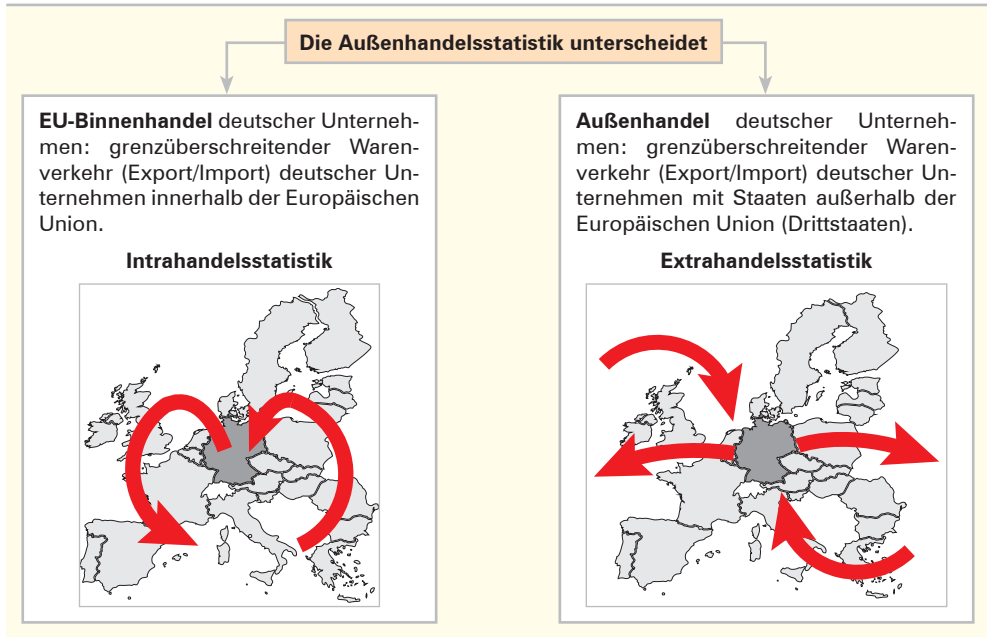 Die Außenhandelsstatistik unterscheidet
EU-Binnenhandel deutscher Unterneh-
men: grenzüberschreitender Waren-
verkehr (Export/Import) deutscher Un-
ternehmen innerhalb der Europäischen
Union.
Intrahandelsstatistik
Außenhandel deutscher Unterneh-
men: grenzüberschreitender Waren-
verkehr (Export/Import) deutscher Un-
ternehmen mit Staaten außerhalb der
Europäischen Union (Drittstaaten).
Extrahandelsstatistik